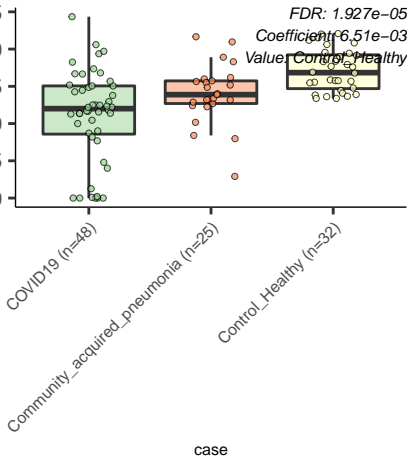 FDR: 1.927e−05
Coefficient: 6.51e−03
Value: Control_Healthy
COVID19 (n=48)
Community_acquired_pneumonia (n=25)
Control_Healthy (n=32)
case